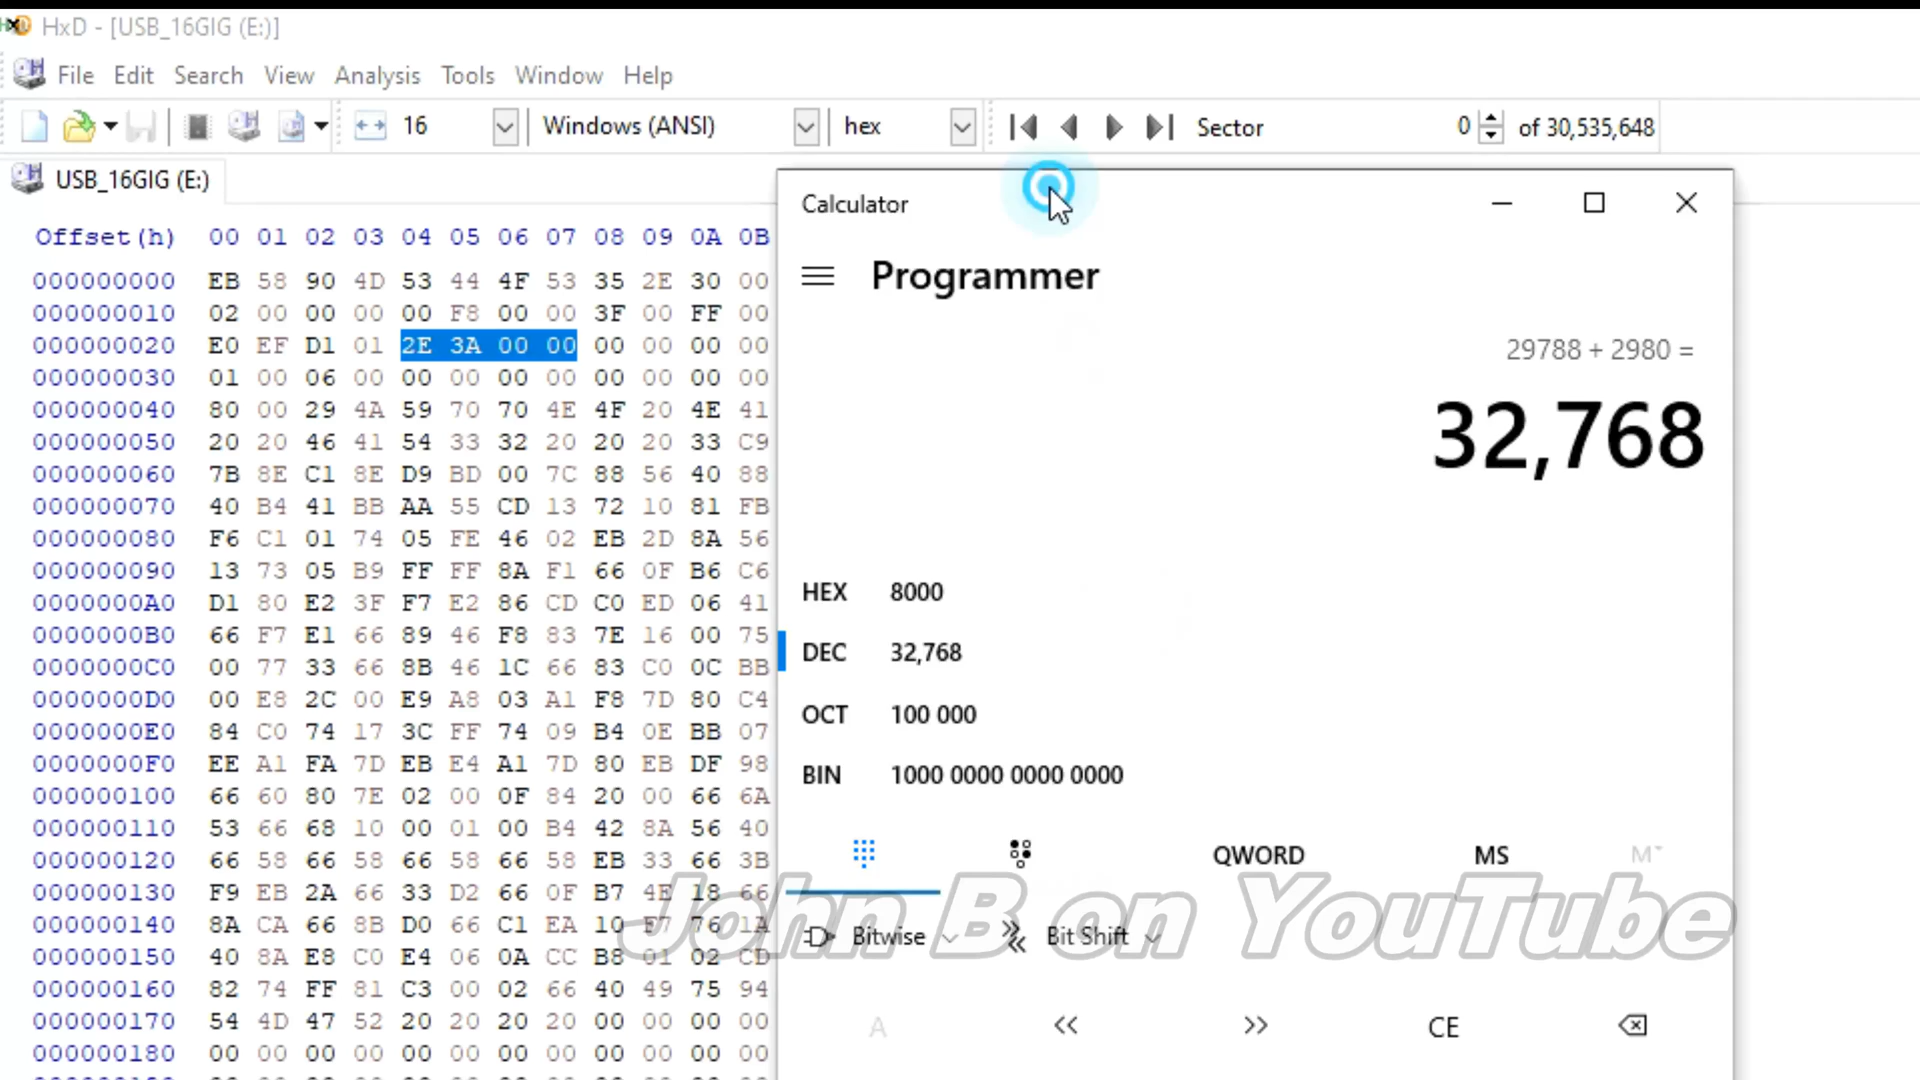 HxD - [USB_16GIG (E:)]
File Edit Search View Analysis Tools Window Help
16 Windows (ANSI) hex Sector 0 of 30,535,648
USB_16GIG (E:)
Offset(h) 00 01 02 03 04 05 06 07 08 09 0A 0B
000000000 EB 58 90 4D 53 44 4F 53 35 2E 30 00
000000010 02 00 00 00 00 F8 00 00 3F 00 FF 00
000000020 E0 EF D1 01 2E 3A 00 00 00 00 00 00
000000030 01 00 06 00 00 00 00 00 00 00 00 00
000000040 80 00 29 4A 59 70 70 4E 4F 20 4E 41
000000050 20 20 46 41 54 33 32 20 20 20 33 C9
000000060 7B 8E C1 8E D9 BD 00 7C 88 56 40 88
000000070 40 B4 41 BB AA 55 CD 13 72 10 81 FB
000000080 F6 C1 01 74 05 FE 46 02 EB 2D 8A 56
000000090 13 73 05 B9 FF FF 8A F1 66 0F B6 C6
0000000A0 D1 80 E2 3F F7 E2 86 CD C0 ED 06 41
0000000B0 66 F7 E1 66 89 46 F8 83 7E 16 00 75
0000000C0 00 77 33 66 8B 46 1C 66 83 C0 0C BB
0000000D0 00 E8 2C 00 E9 A8 03 A1 F8 7D 80 C4
0000000E0 84 C0 74 17 3C FF 74 09 B4 0E BB 07
0000000F0 EE A1 FA 7D EB E4 A1 7D 80 EB DF 98
000000100 66 60 80 7E 02 00 0F 84 20 00 66 6A
000000110 53 66 68 10 00 01 00 B4 42 8A 56 40
000000120 66 58 66 58 66 58 66 58 EB 33 66 3B
000000130 F9 EB 2A 66 33 D2 66 0F B7 4E 18 66
000000140 8A CA 66 8B D0 66 C1 EA 10 F7 76 1A
000000150 40 8A E8 C0 E4 06 0A CC B8 01 02 CD
000000160 82 74 FF 81 C3 00 02 66 40 49 75 94
000000170 54 4D 47 52 20 20 20 20 00 00 00 00
000000180 00 00 00 00 00 00 00 00 00 00 00 00
Calculator
Programmer
29788 + 2980 =
32,768
HEX 8000
DEC 32,768
OCT 100 000
BIN 1000 0000 0000 0000
QWORD MS M
John B on YouTube
Bitwise Bit Shift
A << >> CE